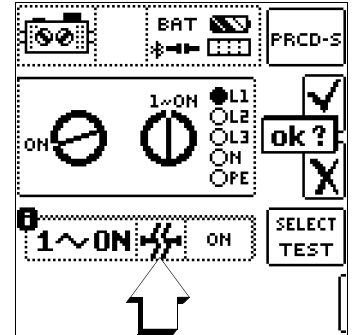 BAT
PRCD-S
1~ON
ON
L1
L2
L3
N
PE
ok?
1~ON
ON
SELECT
TEST